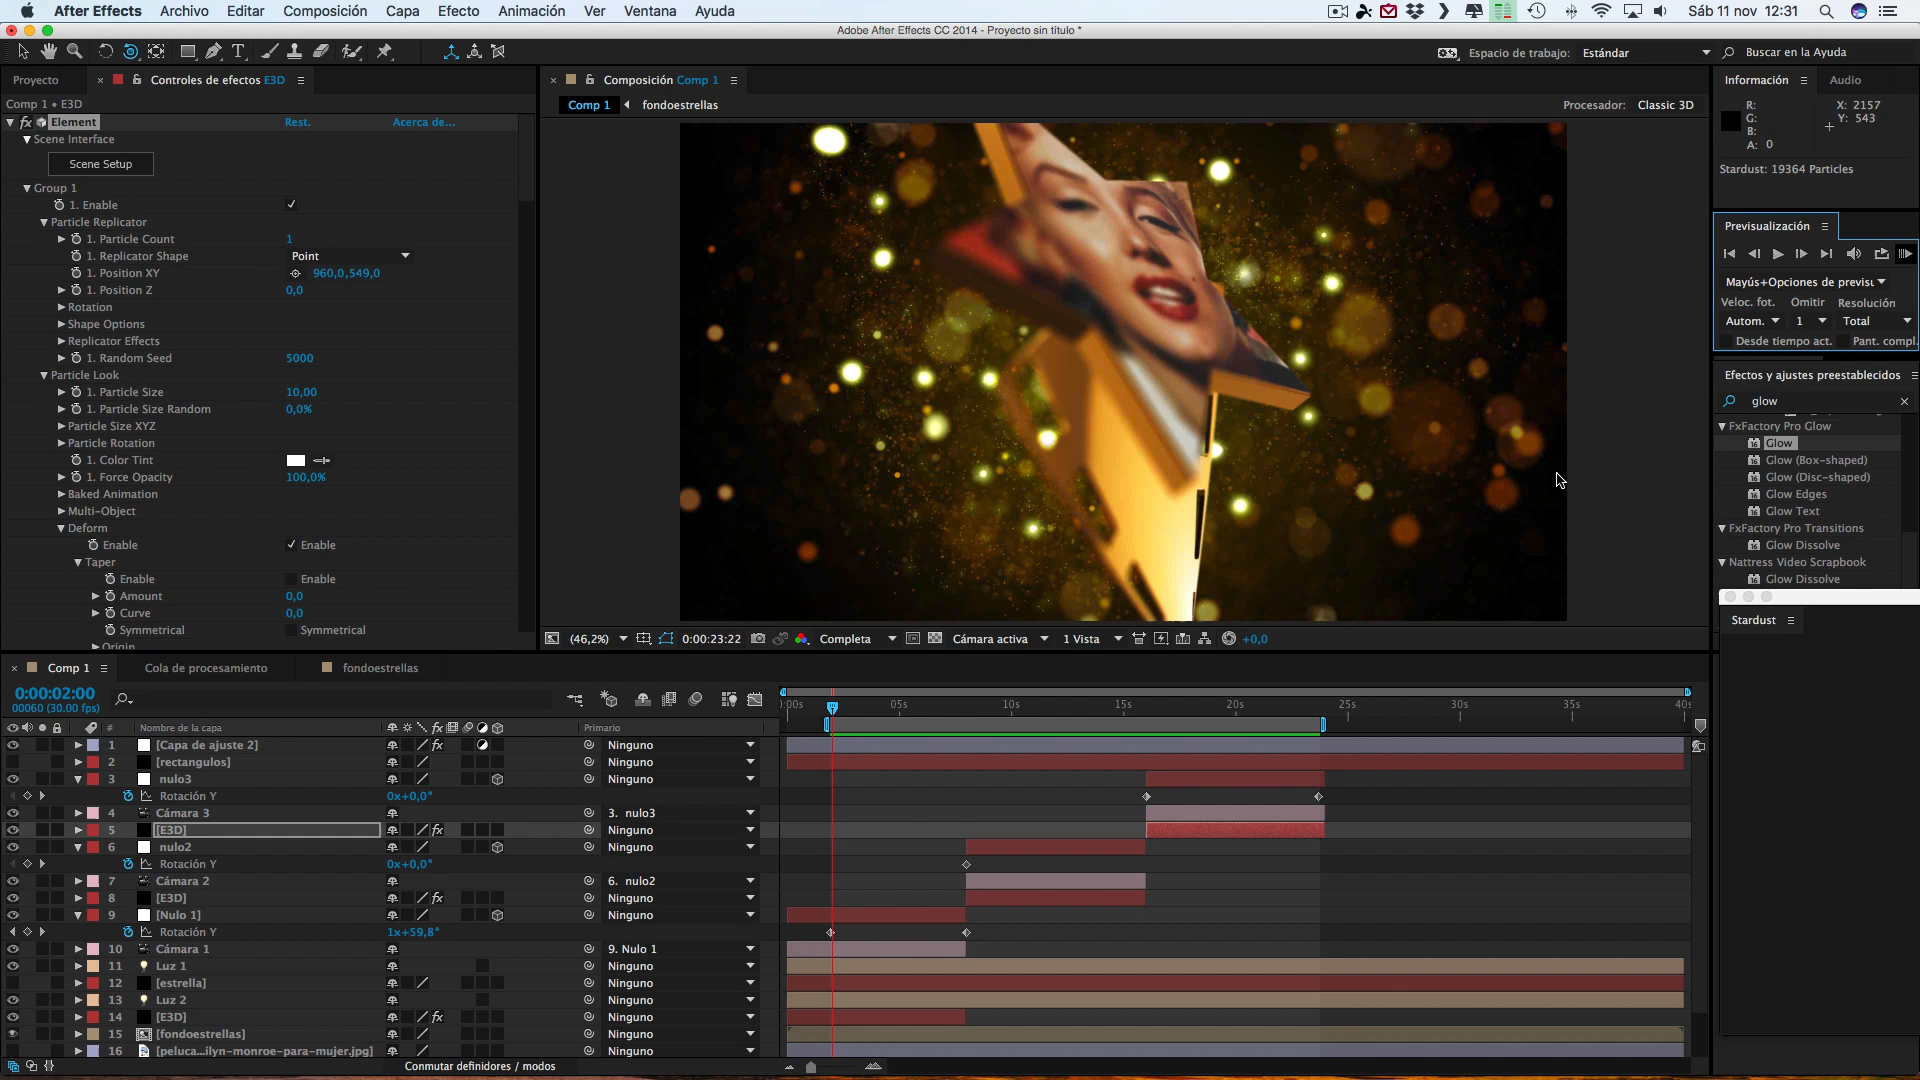 After Effects Archivo Editar Composición Capa Efecto Animación Ver Ventana Ayuda Sáb 11 nov 12:31
Adobe After Effects CC 2014 - Proyecto sin título *
Espacio de trabajo: Estándar Buscar en la Ayuda
Proyecto Controles de efectos E3D Composición Comp 1 Información Audio
Comp 1 • E3D
Comp 1 fondoestrellas Procesador: Classic 3D
R: X: 2157
G: Y: 543
B:
A: 0
Stardust: 19364 Particles
Element Rest. Acerca de...
Scene Interface
Scene Setup
Group 1
1. Enable
Particle Replicator
1. Particle Count 1
1. Replicator Shape Point
1. Position XY 960,0,549,0
1. Position Z 0,0
Rotation
Shape Options
Replicator Effects
1. Random Seed 5000
Particle Look
1. Particle Size 10,00
1. Particle Size Random 0,0%
Particle Size XYZ
Particle Rotation
1. Color Tint
1. Force Opacity 100,0%
Baked Animation
Multi-Object
Deform
Enable Enable
Taper
Enable Enable
Amount 0,0
Curve 0,0
Symmetrical Symmetrical
Origin
Previsualización
Mayús+Opciones de previsu
Veloc. fot. Omitir Resolución
Autom. 1 Total
Desde tiempo act. Pant. compl.
Efectos y ajustes preestablecidos
glow
FxFactory Pro Glow
Glow
Glow (Box-shaped)
Glow (Disc-shaped)
Glow Edges
Glow Text
FxFactory Pro Transitions
Glow Dissolve
Nattress Video Scrapbook
Glow Dissolve
Stardust
(46,2%) 0:00:23:22 Completa Cámara activa 1 Vista +0,0
Comp 1 Cola de procesamiento fondoestrellas
0:00:02:00
00060 (30.00 fps)
:00s 05s 10s 15s 20s 25s 30s 35s 40s
# Nombre de la capa Primario
1 [Capa de ajuste 2] Ninguno
2 [rectangulos] Ninguno
3 nulo3 Ninguno
Rotación Y 0x+0,0°
4 Cámara 3 3. nulo3
5 [E3D] Ninguno
6 nulo2 Ninguno
Rotación Y 0x+0,0°
7 Cámara 2 6. nulo2
8 [E3D] Ninguno
9 [Nulo 1] Ninguno
Rotación Y 1x+59,8°
10 Cámara 1 9. Nulo 1
11 Luz 1 Ninguno
12 [estrella] Ninguno
13 Luz 2 Ninguno
14 [E3D] Ninguno
15 [fondoestrellas] Ninguno
16 [peluca...ilyn-monroe-para-mujer.jpg] Ninguno
Conmutar definidores / modos